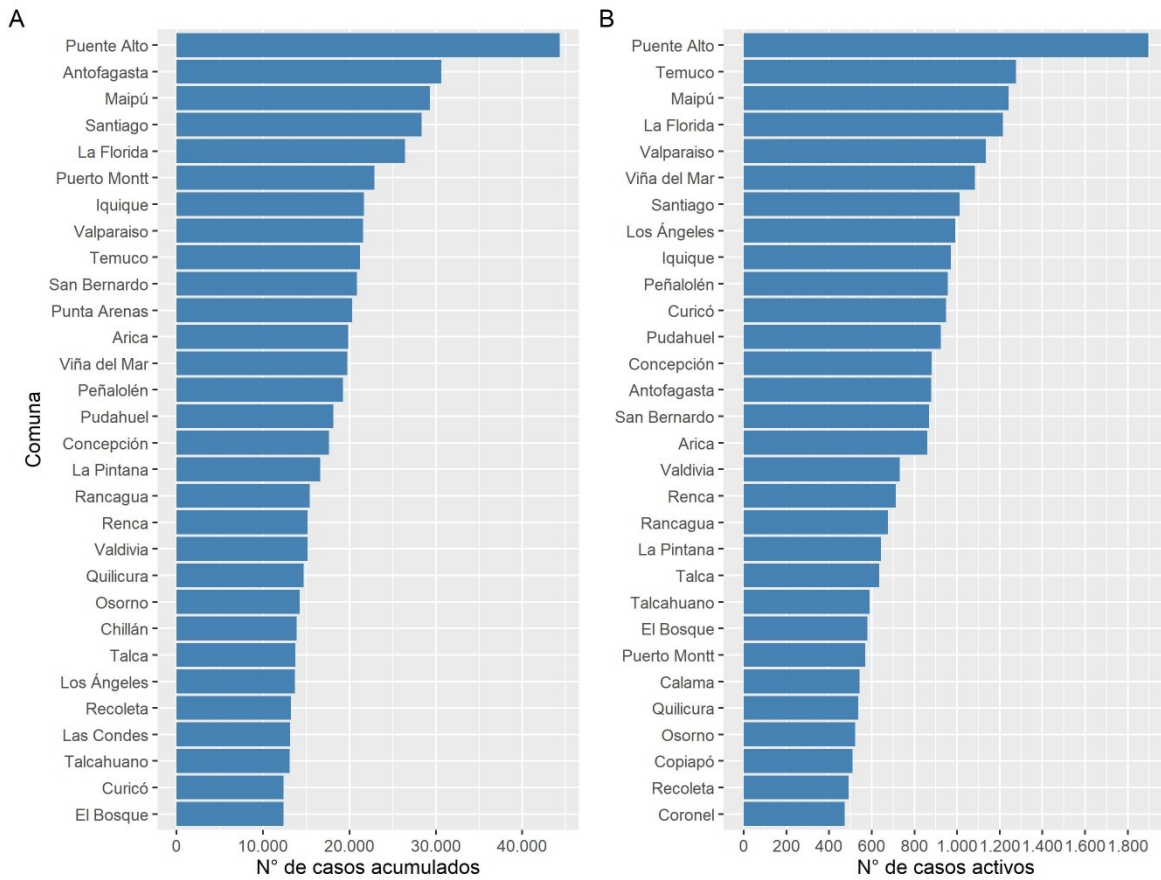 A
Comuna
Puente Alto
Antofagasta
Maipú
Santiago
La Florida
Puerto Montt
Iquique
Valparaiso
Temuco
San Bernardo
Punta Arenas
Arica
Viña del Mar
Peñalolén
Pudahuel
Concepción
La Pintana
Rancagua
Renca
Valdivia
Quilicura
Osorno
Chillán
Talca
Los Ángeles
Recoleta
Las Condes
Talcahuano
Curicó
El Bosque
0 10.000 20.000 30.000 40.000
N° de casos acumulados
B
Puente Alto
Temuco
Maipú
La Florida
Valparaiso
Viña del Mar
Santiago
Los Ángeles
Iquique
Peñalolén
Curicó
Pudahuel
Concepción
Antofagasta
San Bernardo
Arica
Valdivia
Renca
Rancagua
La Pintana
Talca
Talcahuano
El Bosque
Puerto Montt
Calama
Quilicura
Osorno
Copiapó
Recoleta
Coronel
0 200 400 600 800 1.000 1.200 1.400 1.600 1.800
N° de casos activos